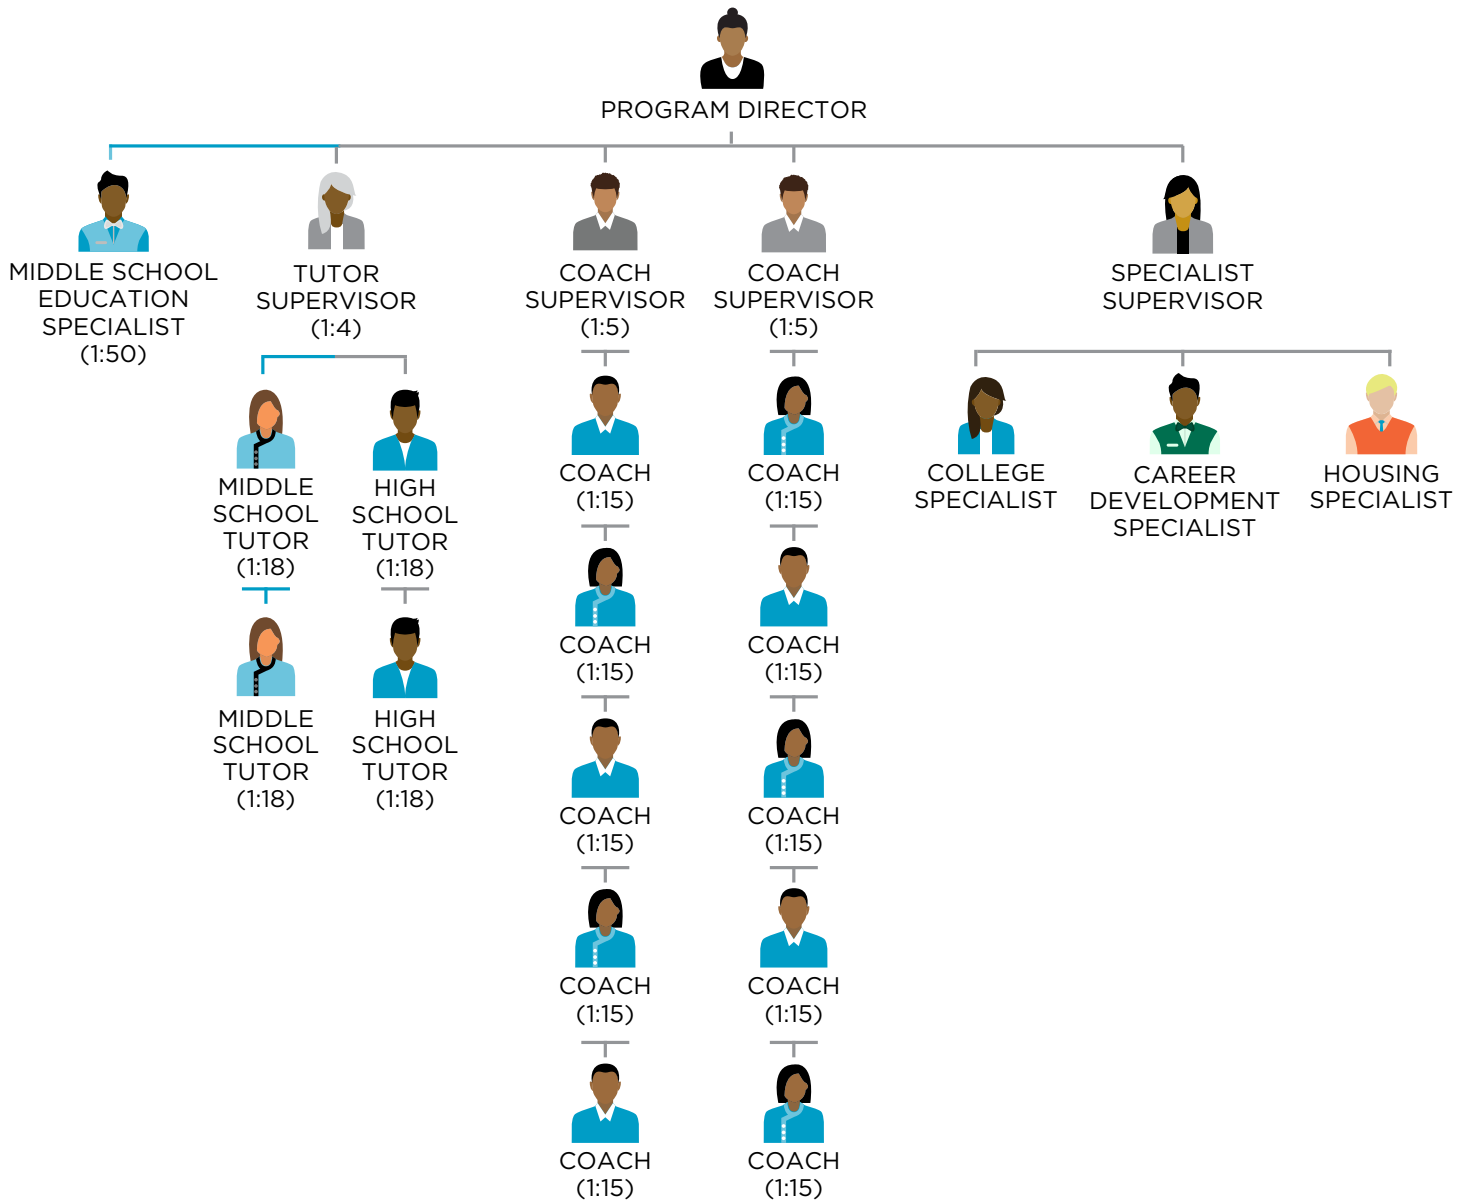 PROGRAM DIRECTOR
MIDDLE SCHOOL
EDUCATION
SPECIALIST
(1:50)
TUTOR
SUPERVISOR
(1:4)
COACH
SUPERVISOR
(1:5)
COACH
SUPERVISOR
(1:5)
SPECIALIST
SUPERVISOR
MIDDLE
SCHOOL
TUTOR
(1:18)
HIGH
SCHOOL
TUTOR
(1:18)
MIDDLE
SCHOOL
TUTOR
(1:18)
HIGH
SCHOOL
TUTOR
(1:18)
COACH
(1:15)
COACH
(1:15)
COACH
(1:15)
COACH
(1:15)
COACH
(1:15)
COACH
(1:15)
COACH
(1:15)
COACH
(1:15)
COACH
(1:15)
COACH
(1:15)
COLLEGE
SPECIALIST
CAREER
DEVELOPMENT
SPECIALIST
HOUSING
SPECIALIST